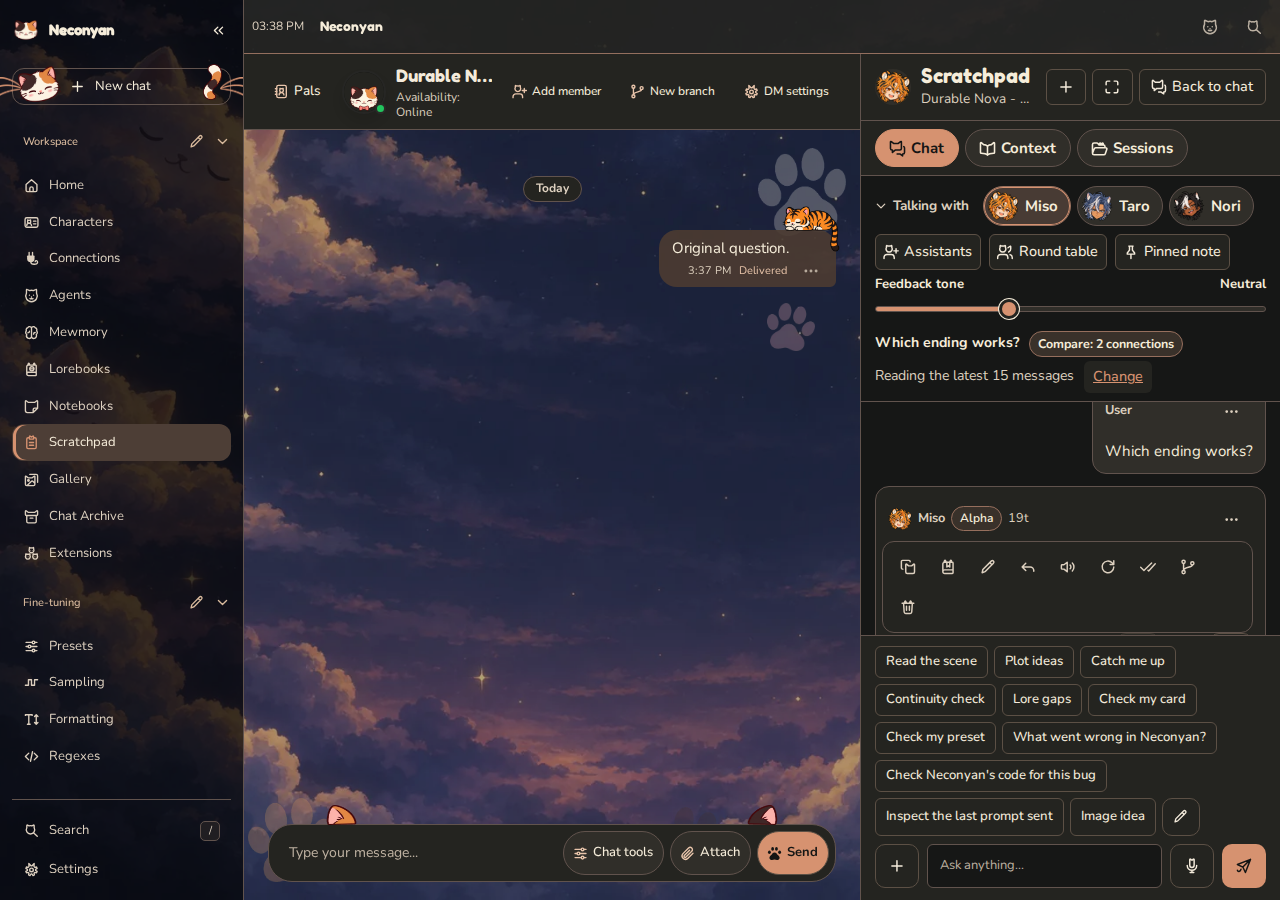 Neconyan
New chat
Workspace
Home
Characters
Connections
Agents
Mewmory
Lorebooks
Notebooks
Scratchpad
Gallery
Chat Archive
Extensions
Fine-tuning
Presets
Sampling
Formatting
Regexes
Search /
Settings
03:38 PM Neconyan
Pals
Durable N...
Availability:
Online
Add member
New branch
DM settings
Today
Original question.
3:37 PM Delivered
Type your message...
Chat tools
Attach
Send
Scratchpad
Durable Nova - ...
Back to chat
Chat Context Sessions
Talking with Miso Taro Nori
Assistants Round table Pinned note
Feedback tone Neutral
Which ending works? Compare: 2 connections
Reading the latest 15 messages Change
User
Which ending works?
Miso Alpha 19t
Read the scene Plot ideas Catch me up
Continuity check Lore gaps Check my card
Check my preset What went wrong in Neconyan?
Check Neconyan's code for this bug
Inspect the last prompt sent Image idea
Ask anything...